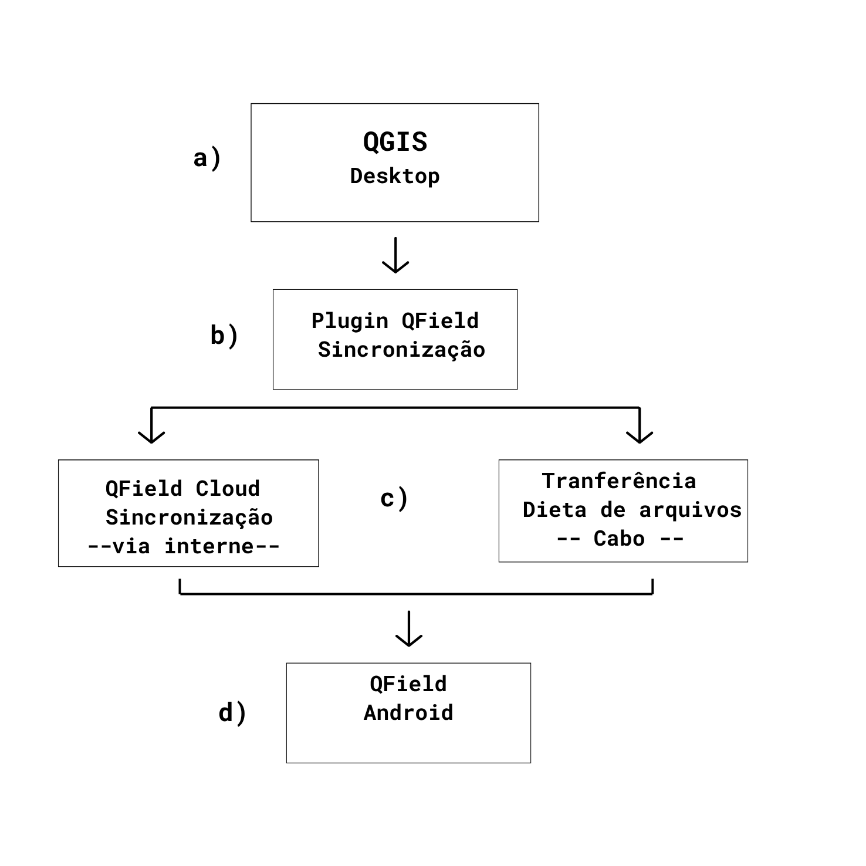 a)
QGIS
Desktop
b)
Plugin QField
Sincronização
QField Cloud
Sincronização
--via interne--
c)
Tranferência
Dieta de arquivos
-- Cabo --
d)
QField
Android